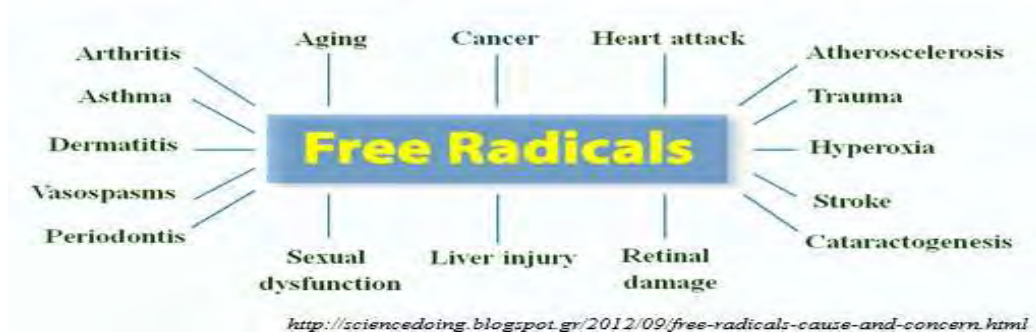 Aging
Cancer
Heart attack
Arthritis
Atheroscelerosis
Asthma
Trauma
Free Radicals
Dermatitis
Hyperoxia
Vasospasms
Stroke
Periodontis
Cataractogenesis
Sexual
dysfunction
Liver injury
Retinal
damage
http://sciencedoing.blogspot.gr/2012/09/free-radicals-cause-and-concern.html